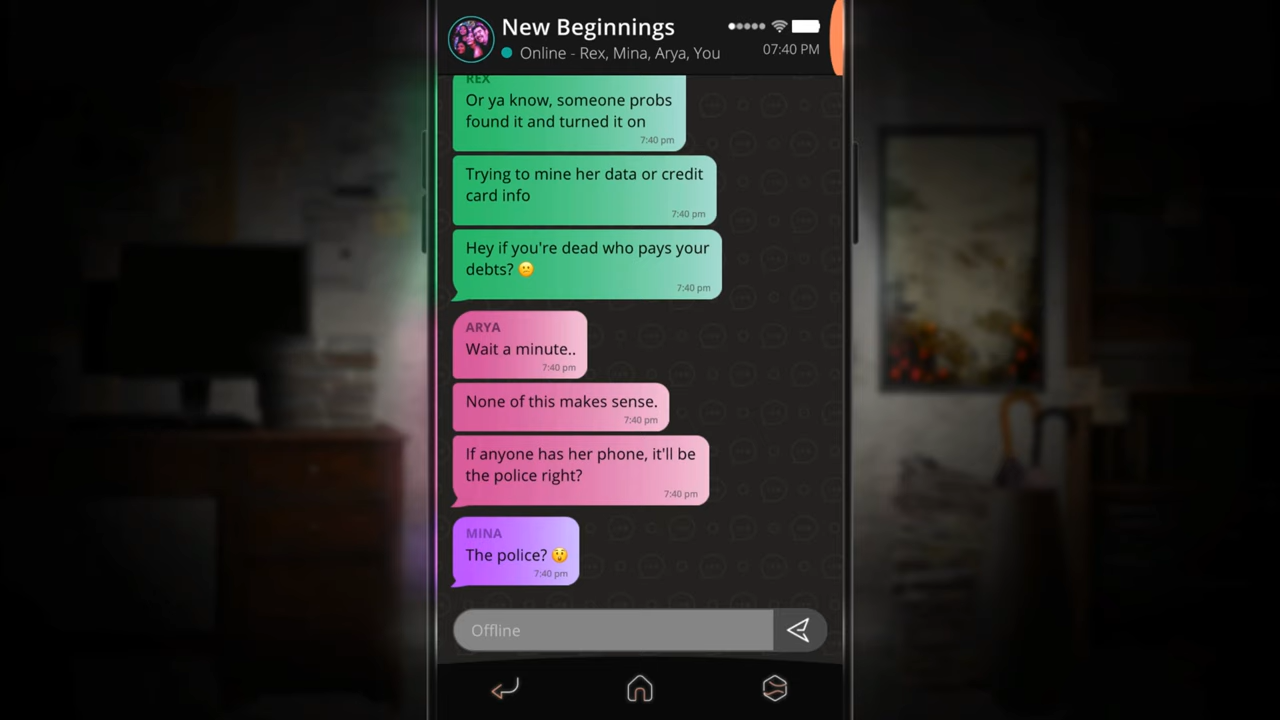 New Beginnings
Online - Rex, Mina, Arya, You
07:40 PM
REX
Or ya know, someone probs
found it and turned it on
7:40 pm
Trying to mine her data or credit
card info
7:40 pm
Hey if you're dead who pays your
debts? 😕
7:40 pm
ARYA
Wait a minute..
7:40 pm
None of this makes sense.
7:40 pm
If anyone has her phone, it'll be
the police right?
7:40 pm
MINA
The police? 😲
7:40 pm
Offline